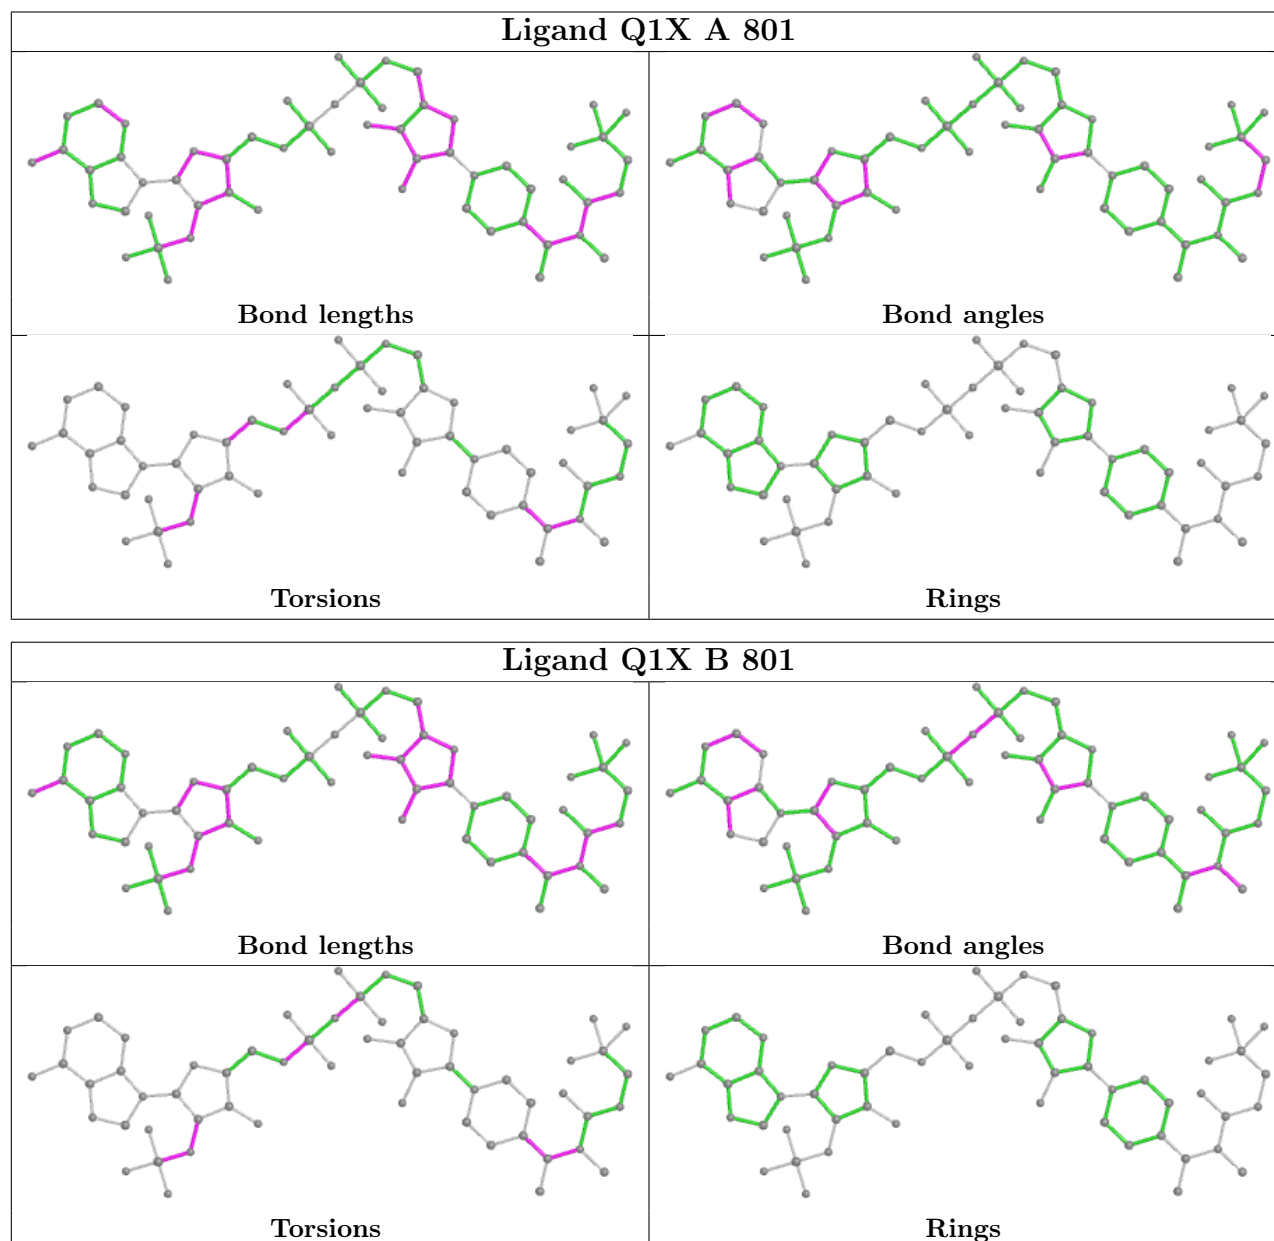 Ligand Q1X A 801
Bond lengths
Bond angles
Torsions
Rings
Ligand Q1X B 801
Bond lengths
Bond angles
Torsions
Rings